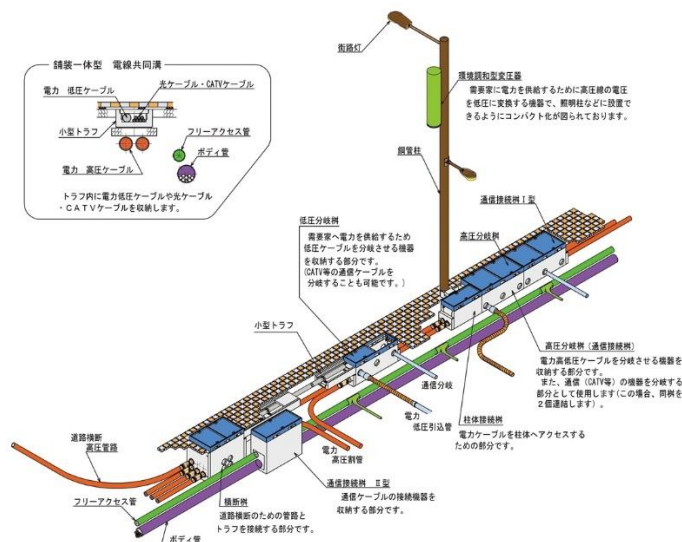 舗装一体型　電線共同溝
電力　低圧ケーブル
光ケーブル・CATVケーブル
小型トラフ
電力　高圧ケーブル
フリーアクセス管
ボディ管
トラフ内に電力低圧ケーブルや光ケーブル
・CATVケーブルを収納します。
街路灯
環境調和型変圧器
需要家に電力を供給するために高圧線の電圧
を低圧に変換する機器で、照明柱などに設置で
きるようにコンパクト化が図られております。
鋼管柱
通信接続桝Ⅰ型
高圧分岐桝
低圧分岐桝
需要家へ電力を供給するため
低圧ケーブルを分岐させる機器
を収納する部分です。
(CATV等の通信ケーブルを
分岐することも可能です。)
小型トラフ
高圧分岐桝（通信接続桝）
電力高低圧ケーブルを分岐させる機器を
収納する部分です。
また、通信（CATV等）の機器を分岐する
部分として使用します(この場合、同桝を
２個連結します）。
通信分岐
電力
低圧引込管
柱体接続桝
電力ケーブルを柱体へアクセスする
ための部分です。
道路横断
高圧管路
電力
高圧割管
フリーアクセス管
横断桝
道路横断のための管路と
トラフを接続する部分です。
通信接続桝　Ⅱ型
通信ケーブルの接続機器を
収納する部分です。
ボディ管